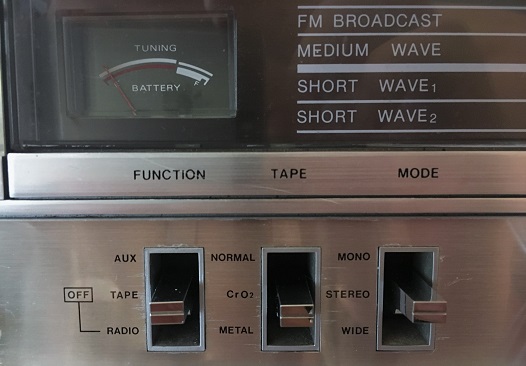 TUNING
BATTERY
FM BROADCAST
MEDIUM WAVE
SHORT WAVE1
SHORT WAVE2
FUNCTION TAPE MODE
AUX NORMAL MONO
OFF TAPE CrO2 STEREO
RADIO METAL WIDE